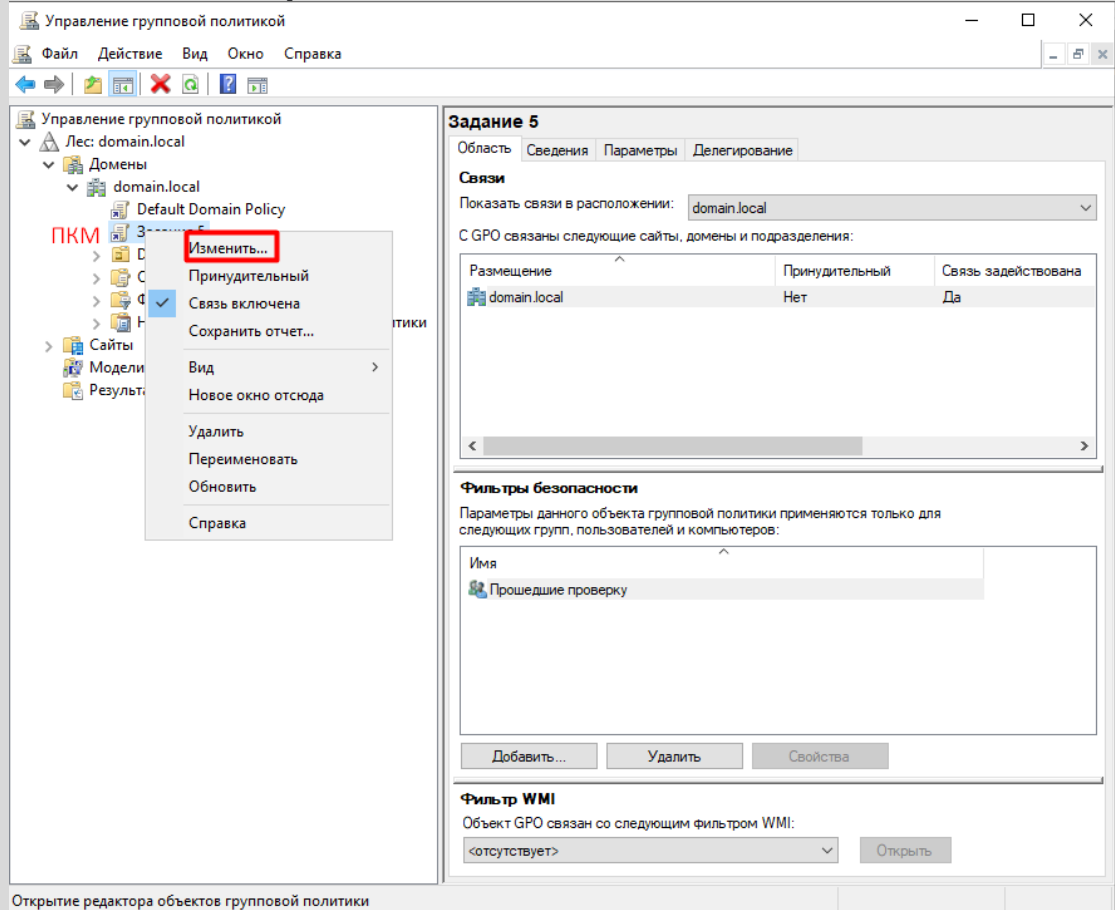 Управление групповой политикой
Файл Действие Вид Окно Справка
Управление групповой политикой
Лес: domain.local
Домены
domain.local
Default Domain Policy
ПКМ
Изменить...
Принудительный
Связь включена
Сохранить отчет...
Вид
Новое окно отсюда
Удалить
Переименовать
Обновить
Справка
Сайты
Задание 5
Область Сведения Параметры Делегирование
Связи
Показать связи в расположении: domain.local
С GPO связаны следующие сайты, домены и подразделения:
Размещение Принудительный Связь задействована
domain.local Нет Да
Фильтры безопасности
Параметры данного объекта групповой политики применяются только для
следующих групп, пользователей и компьютеров:
Имя
Прошедшие проверку
Добавить... Удалить Свойства
Фильтр WMI
Объект GPO связан со следующим фильтром WMI:
<отсутствует> Открыть
Открытие редактора объектов групповой политики